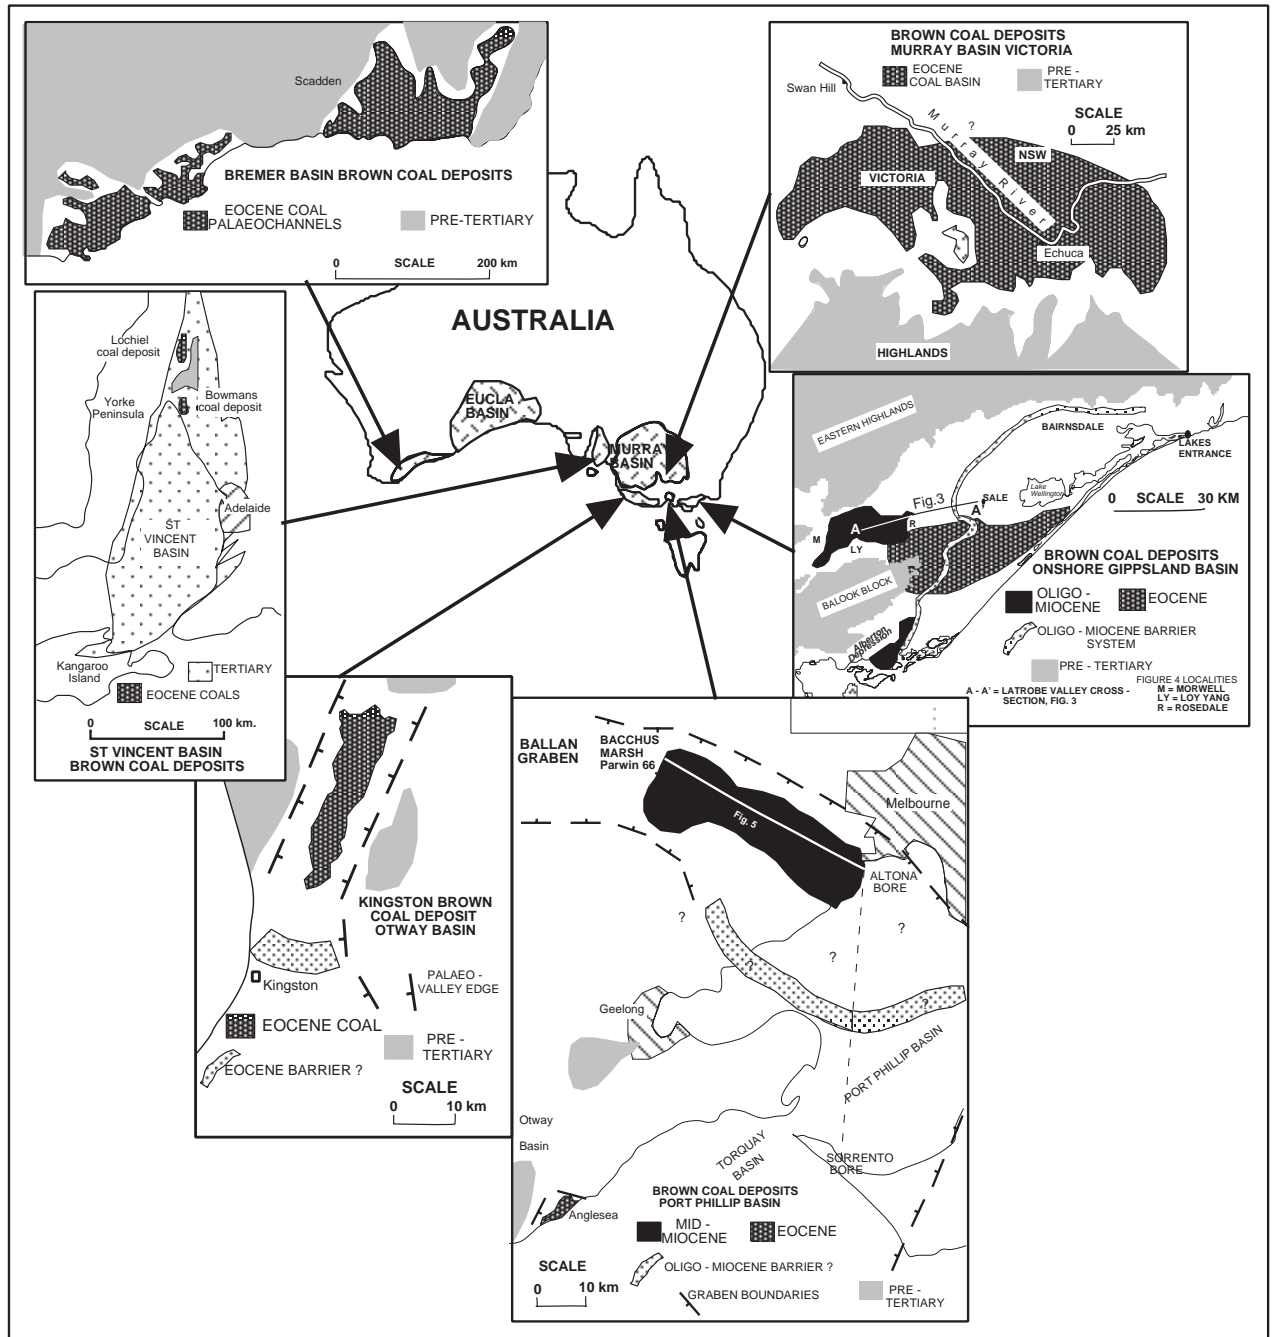 Scadden
BREMER BASIN BROWN COAL DEPOSITS
EOCENE COAL
PALAEOCHANNELS
PRE-TERTIARY
0 SCALE 200 km
BROWN COAL DEPOSITS
MURRAY BASIN VICTORIA
EOCENE
COAL BASIN
PRE -
TERTIARY
Swan Hill
SCALE
0 25 km
?
Murray River
NSW
VICTORIA
Echuca
HIGHLANDS
AUSTRALIA
EUCLA
BASIN
MURRAY
BASIN
Lochiel
coal deposit
Yorke
Peninsula
Bowmans
coal deposit
Adelaide
ST
VINCENT
BASIN
Kangaroo
Island
TERTIARY
EOCENE COALS
0 SCALE 100 km.
ST VINCENT BASIN
BROWN COAL DEPOSITS
EASTERN HIGHLANDS
BAIRNSDALE
LAKES
ENTRANCE
Lake
Wellington
Fig.3
SALE
0 SCALE 30 KM
A
A'
M
R
LY
BALOOK BLOCK
Alberton
Depression
BROWN COAL DEPOSITS
ONSHORE GIPPSLAND BASIN
OLIGO -
MIOCENE
EOCENE
OLIGO - MIOCENE BARRIER
SYSTEM
PRE - TERTIARY
A - A' = LATROBE VALLEY CROSS -
SECTION, FIG. 3
FIGURE 4 LOCALITIES
M = MORWELL
LY = LOY YANG
R = ROSEDALE
KINGSTON BROWN
COAL DEPOSIT
OTWAY BASIN
Kingston
PALAEO -
VALLEY EDGE
EOCENE COAL
PRE -
TERTIARY
EOCENE BARRIER ?
SCALE
0 10 km
BALLAN
GRABEN
BACCHUS
MARSH
Parwin 66
Fig. 5
Melbourne
ALTONA
BORE
?
?
?
?
?
Geelong
PORT PHILLIP BASIN
Otway
Basin
TORQUAY
BASIN
SORRENTO
BORE
Anglesea
BROWN COAL DEPOSITS
PORT PHILLIP BASIN
MID -
MIOCENE
EOCENE
SCALE
0 10 km
OLIGO - MIOCENE BARRIER ?
GRABEN BOUNDARIES
PRE -
TERTIARY